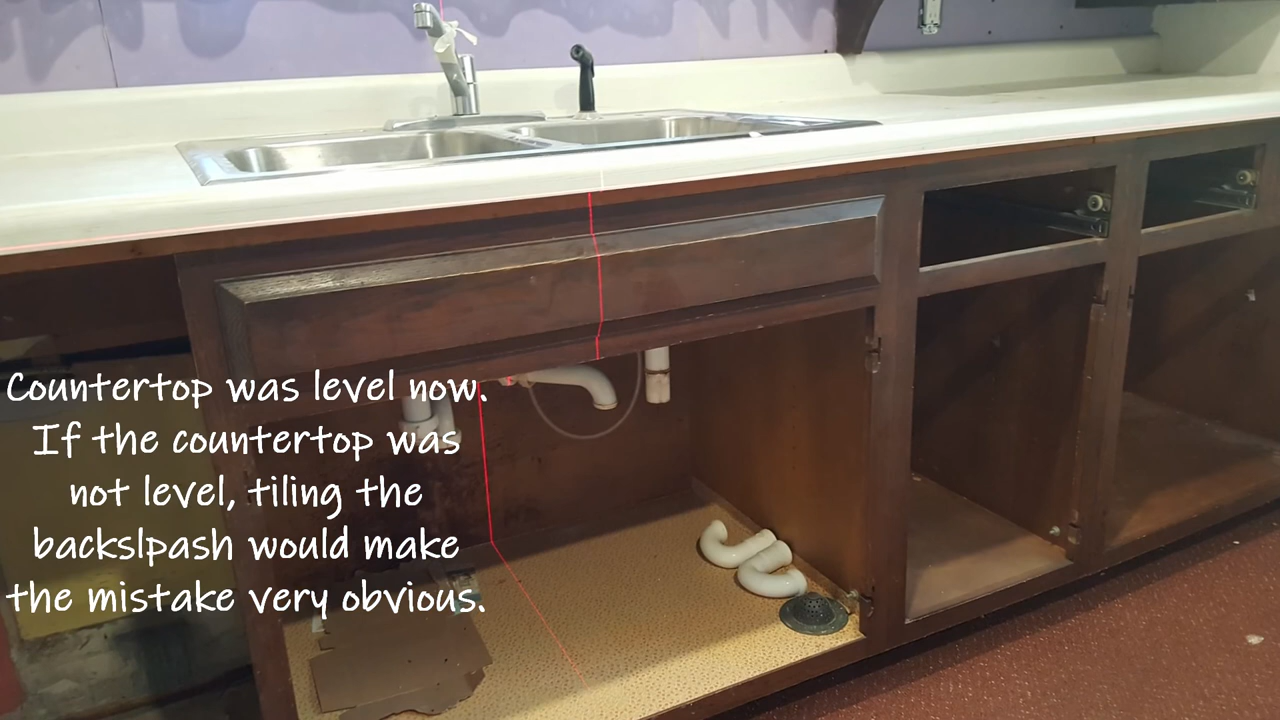 Countertop was level now.
If the countertop was
not level, tiling the
backslpash would make
the mistake very obvious.